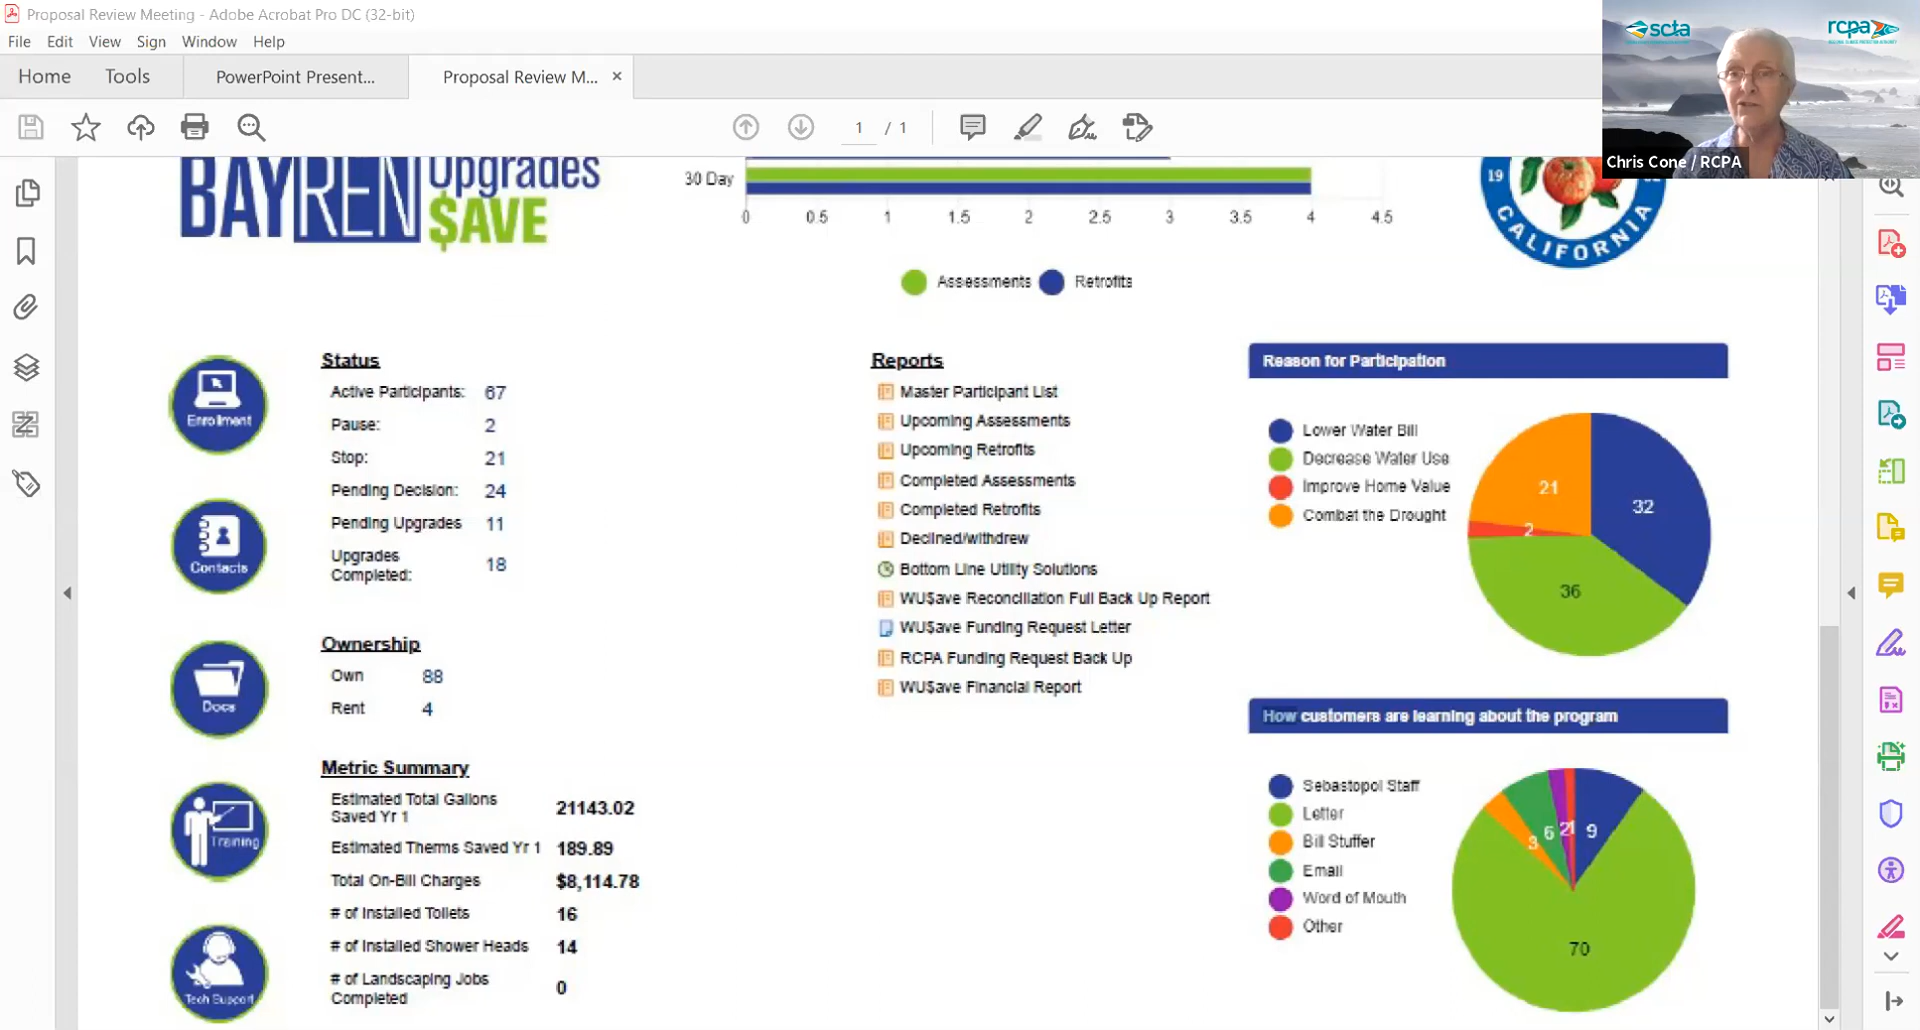 Proposal Review Meeting - Adobe Acrobat Pro DC (32-bit)
File Edit View Sign Window Help
Home Tools PowerPoint Present... Proposal Review M... ×
1 / 1
scta
rcpa
Chris Cone / RCPA
BAYREN Upgrades
$AVE
30 Day
0 0.5 1 1.5 2 2.5 3 3.5 4 4.5
Assessments Retrofits
19
CALIFORNIA
Enrollment
Contacts
Docs
Training
Tech Support
Status
Active Participants: 67
Pause: 2
Stop: 21
Pending Decision: 24
Pending Upgrades 11
Upgrades
Completed: 18
Ownership
Own 88
Rent 4
Metric Summary
Estimated Total Gallons
Saved Yr 1 21143.02
Estimated Therms Saved Yr 1 189.89
Total On-Bill Charges $8,114.78
# of Installed Toilets 16
# of Installed Shower Heads 14
# of Landscaping Jobs
Completed 0
Reports
Master Participant List
Upcoming Assessments
Upcoming Retrofits
Completed Assessments
Completed Retrofits
Declined/withdrew
Bottom Line Utility Solutions
WU$ave Reconciliation Full Back Up Report
WU$ave Funding Request Letter
RCPA Funding Request Back Up
WU$ave Financial Report
Reason for Participation
Lower Water Bill
Decrease Water Use
Improve Home Value
Combat the Drought
21
32
2
36
How customers are learning about the program
Sebastopol Staff
Letter
Bill Stuffer
Email
Word of Mouth
Other
3 6 2 1 9
70